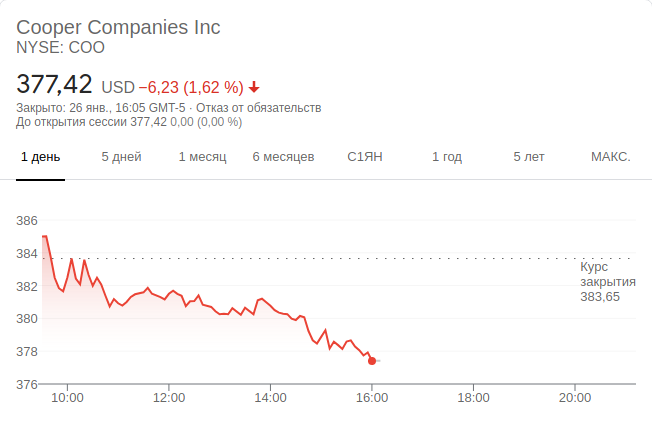 Cooper Companies Inc
NYSE: COO
377,42 USD −6,23 (1,62 %)
Закрыто: 26 янв., 16:05 GMT-5 · Отказ от обязательств
До открытия сессии 377,42 0,00 (0,00 %)
1 день 5 дней 1 месяц 6 месяцев С1ЯН 1 год 5 лет МАКС.
386
384
Курс
закрытия
383,65
382
380
378
376
10:00 12:00 14:00 16:00 18:00 20:00